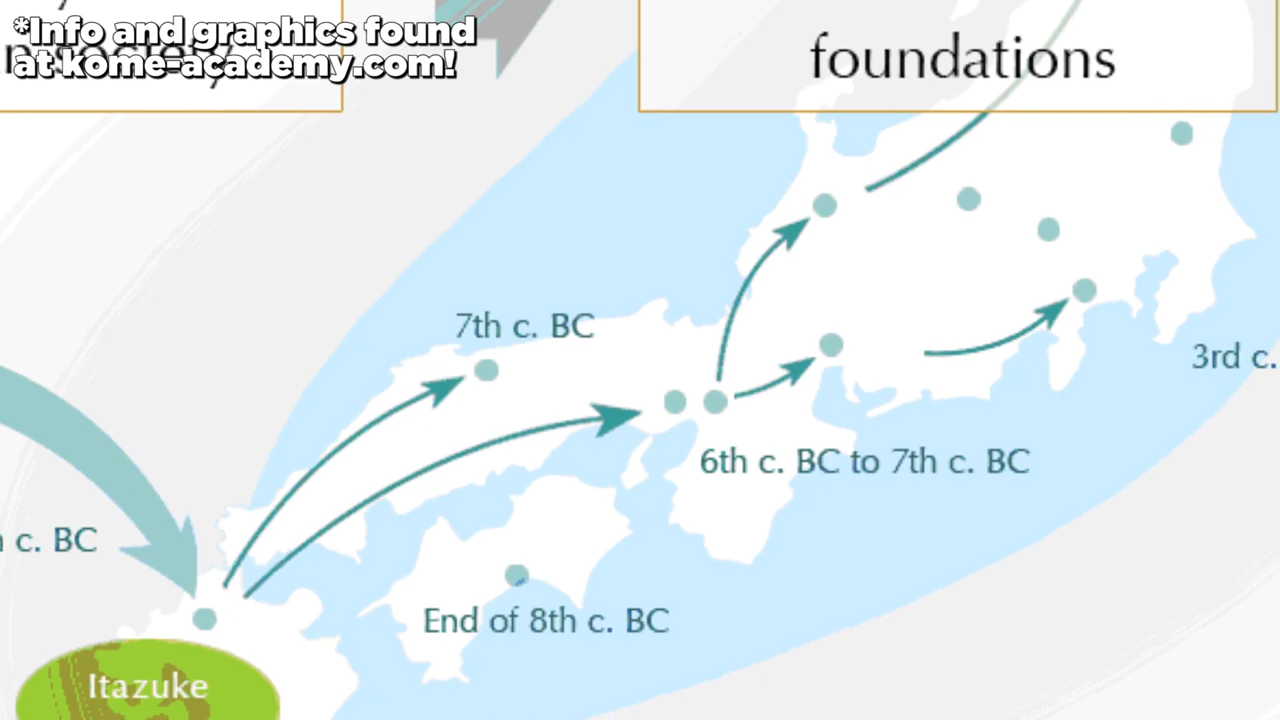 *Info and graphics found
at kome-academy.com!
society
foundations
7th c. BC
3rd c.
6th c. BC to 7th c. BC
c. BC
End of 8th c. BC
Itazuke